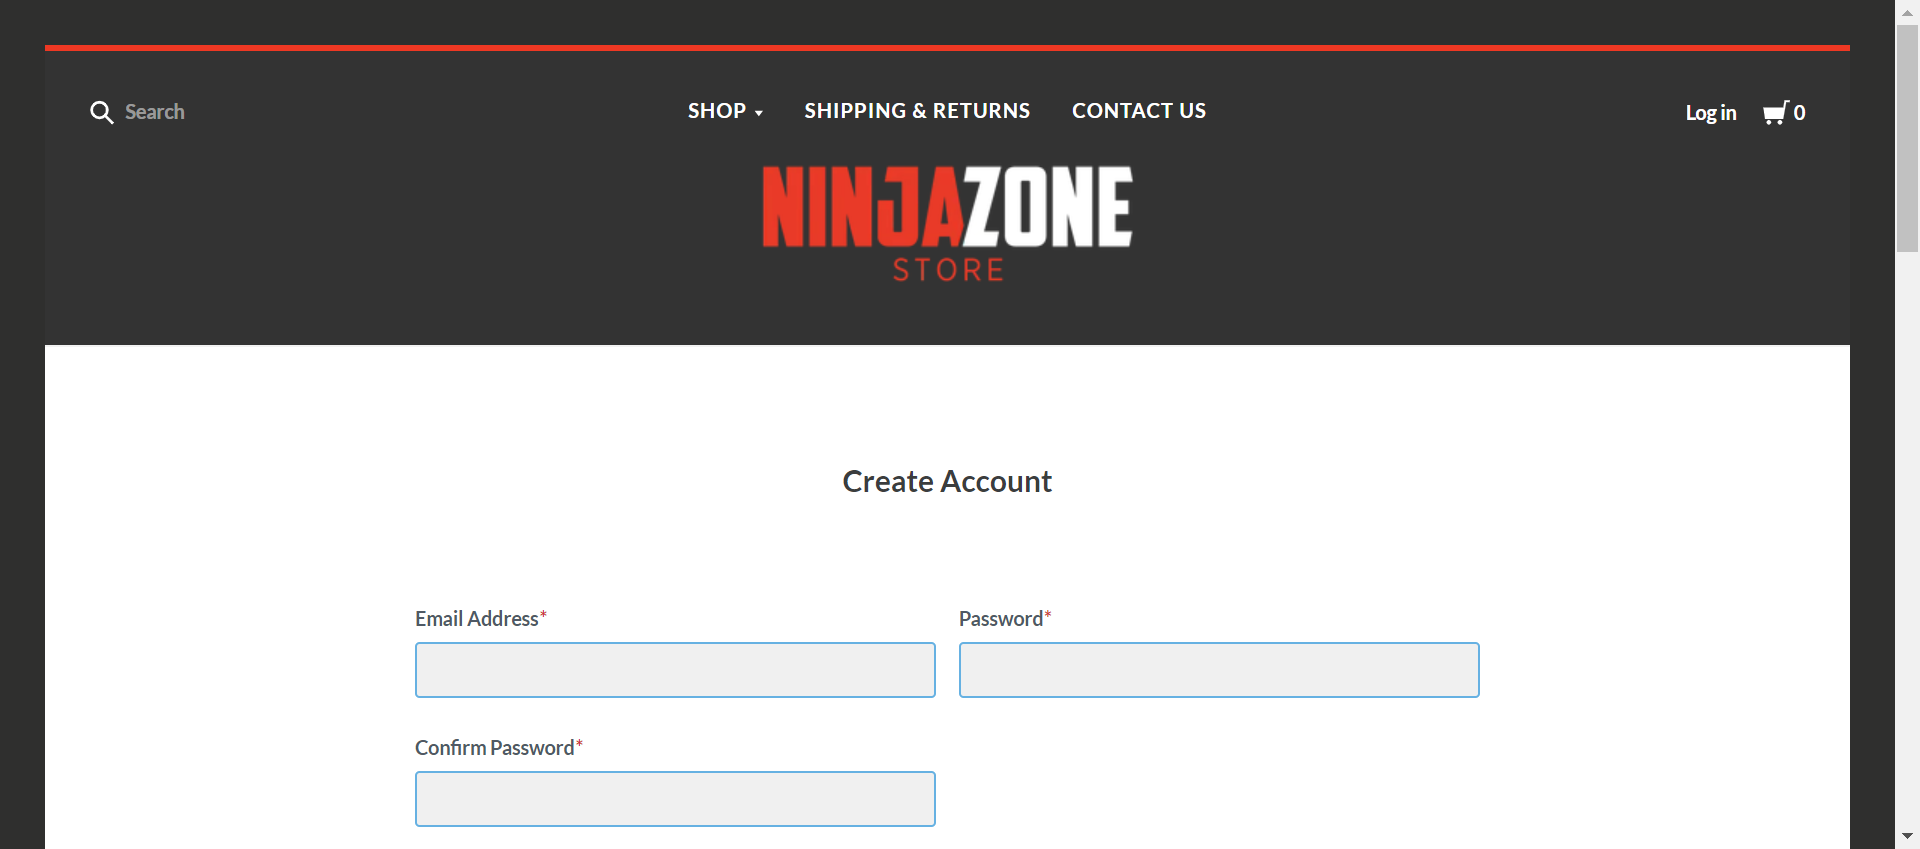 Search
SHOP
SHIPPING & RETURNS
CONTACT US
Log in
0
NINJAZONE
STORE
Create Account
Email Address*
Password*
Confirm Password*